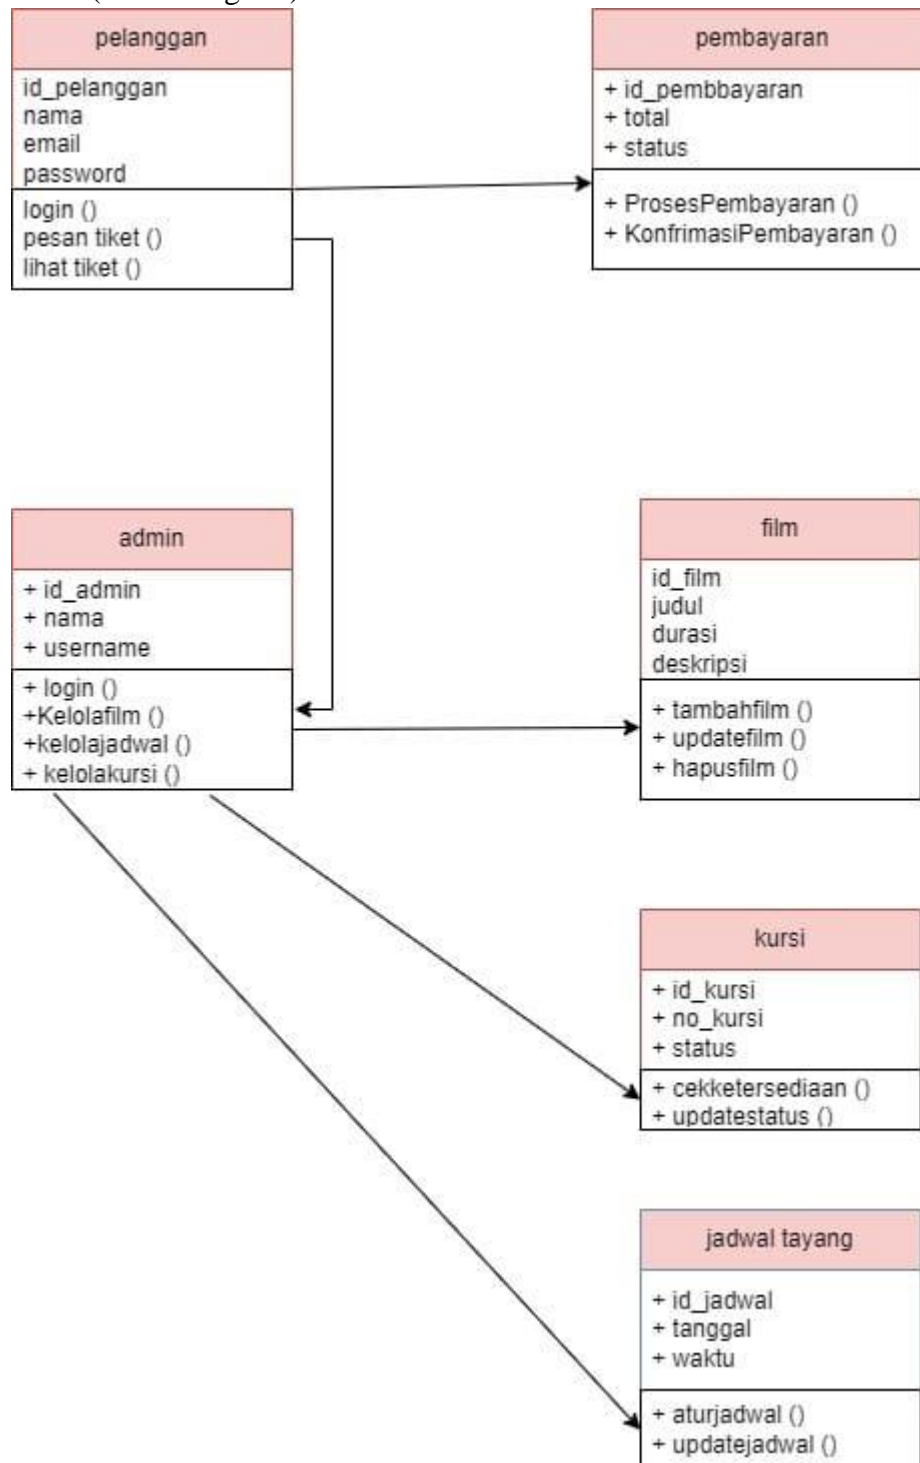 pelanggan
id_pelanggan
nama
email
password
login ()
pesan tiket ()
lihat tiket ()
pembayaran
+ id_pembbayaran
+ total
+ status
+ ProsesPembayaran ()
+ KonfrimasiPembayaran ()
admin
+ id_admin
+ nama
+ username
+ login ()
+Kelolafilm ()
+kelolajadwal ()
+ kelolakursi ()
film
id_film
judul
durasi
deskripsi
+ tambahfilm ()
+ updatefilm ()
+ hapusfilm ()
kursi
+ id_kursi
+ no_kursi
+ status
+ cekketersediaan ()
+ updatestatus ()
jadwal tayang
+ id_jadwal
+ tanggal
+ waktu
+ aturjadwal ()
+ updatejadwal ()